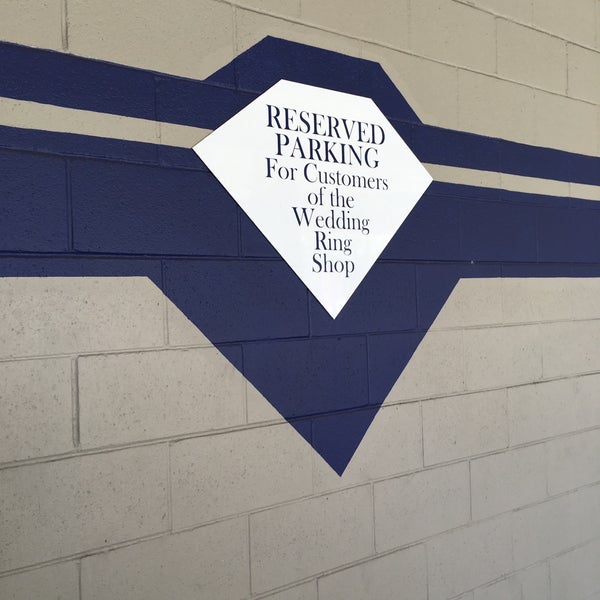 RESERVED
PARKING
For Customers
of the
Wedding
Ring
Shop